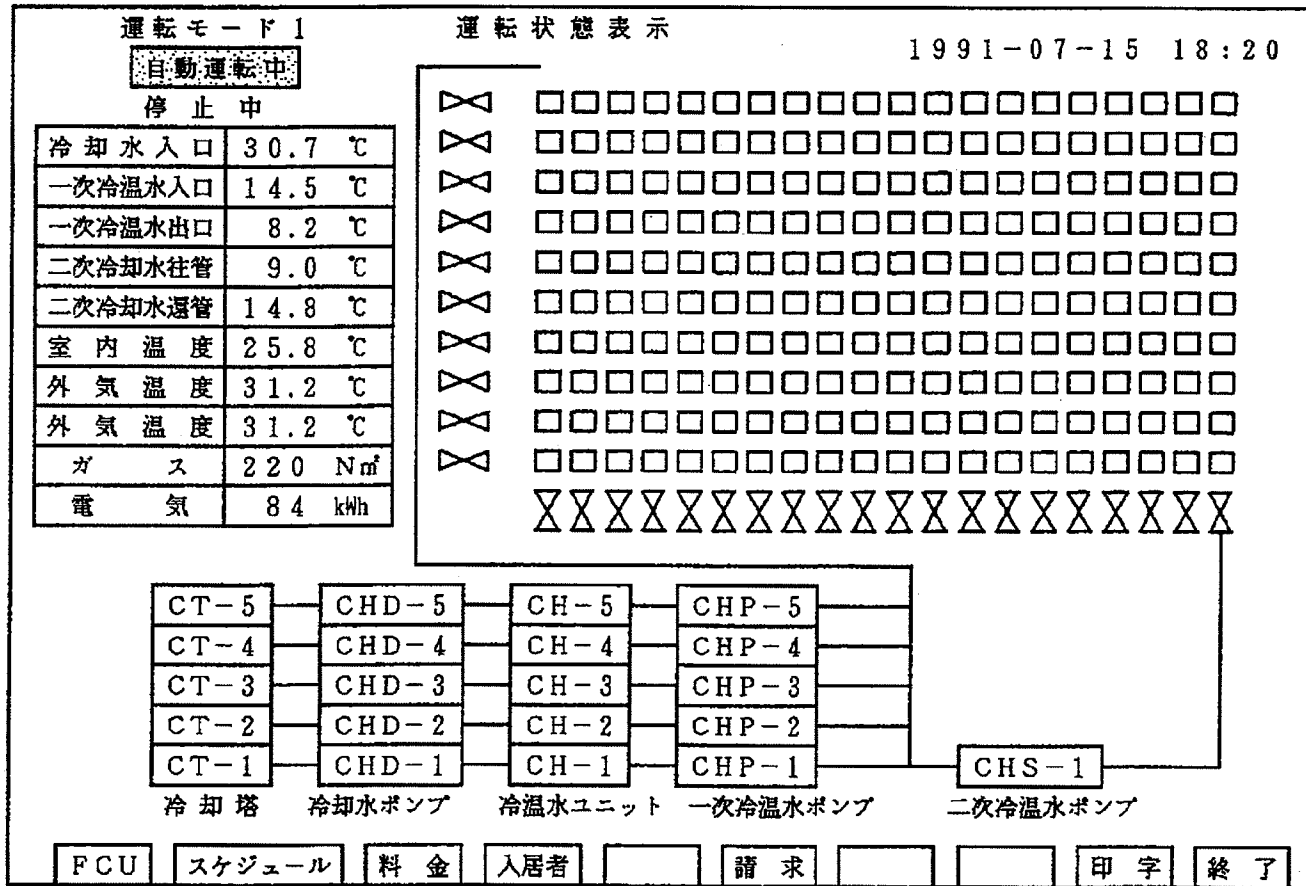 運転モード1
運転状態表示
1991-07-15 18:20
自動運転中
停止中
冷却水入口 30.7 ℃
一次冷温水入口 14.5 ℃
一次冷温水出口 8.2 ℃
二次冷却水往管 9.0 ℃
二次冷却水還管 14.8 ℃
室内温度 25.8 ℃
外気温度 31.2 ℃
外気温度 31.2 ℃
ガス 220 N㎥
電気 84 kWh
CT-5 CHD-5 CH-5 CHP-5
CT-4 CHD-4 CH-4 CHP-4
CT-3 CHD-3 CH-3 CHP-3
CT-2 CHD-2 CH-2 CHP-2
CT-1 CHD-1 CH-1 CHP-1 CHS-1
冷却塔 冷却水ポンプ 冷温水ユニット 一次冷温水ポンプ 二次冷温水ポンプ
FCU スケジュール 料金 入居者 請求 印字 終了